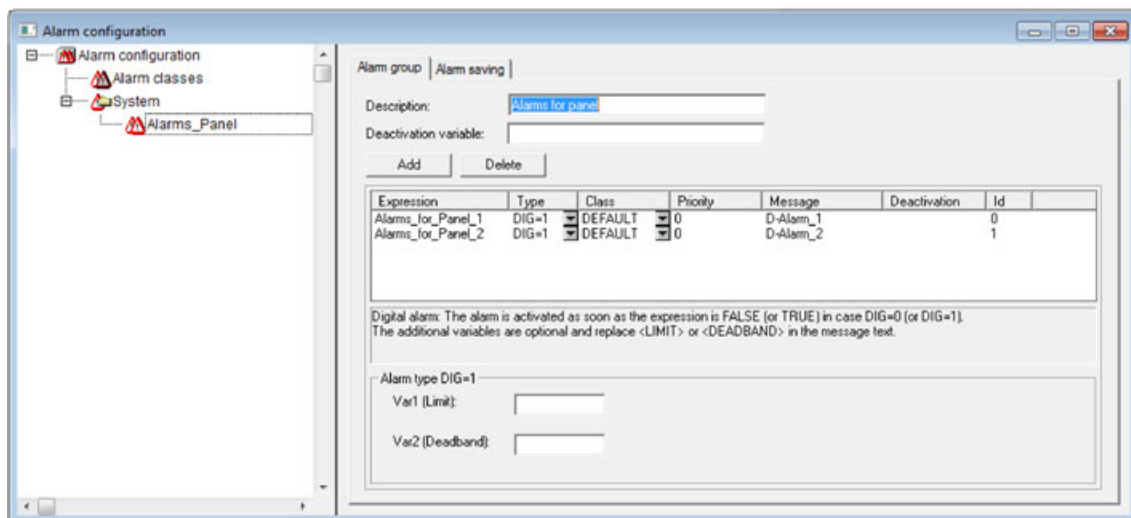 Alarm configuration
Alarm configuration
Alarm classes
System
Alarms_Panel
Alarm group Alarm saving
Description: Alarms for panel
Deactivation variable:
Add Delete
Expression Type Class Priority Message Deactivation Id
Alarms_for_Panel_1 DIG=1 DEFAULT 0 D-Alarm_1 0
Alarms_for_Panel_2 DIG=1 DEFAULT 0 D-Alarm_2 1
Digital alarm: The alarm is activated as soon as the expression is FALSE (or TRUE) in case DIG=0 (or DIG=1).
The additional variables are optional and replace <LIMIT> or <DEADBAND> in the message text.
Alarm type DIG=1
Var1 (Limit):
Var2 (Deadband):